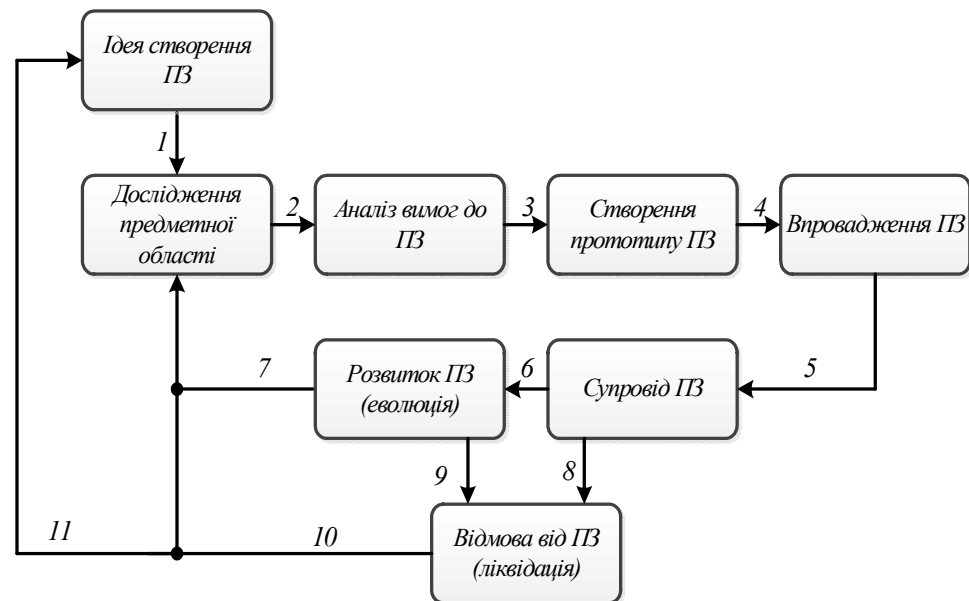 Ідея створення
ПЗ
1
Дослідження
предметної
області
2
Аналіз вимог до
ПЗ
3
Створення
прототипу ПЗ
4
Впровадження ПЗ
7
Розвиток ПЗ
(еволюція)
6
Супровід ПЗ
5
9
8
11
10
Відмова від ПЗ
(ліквідація)